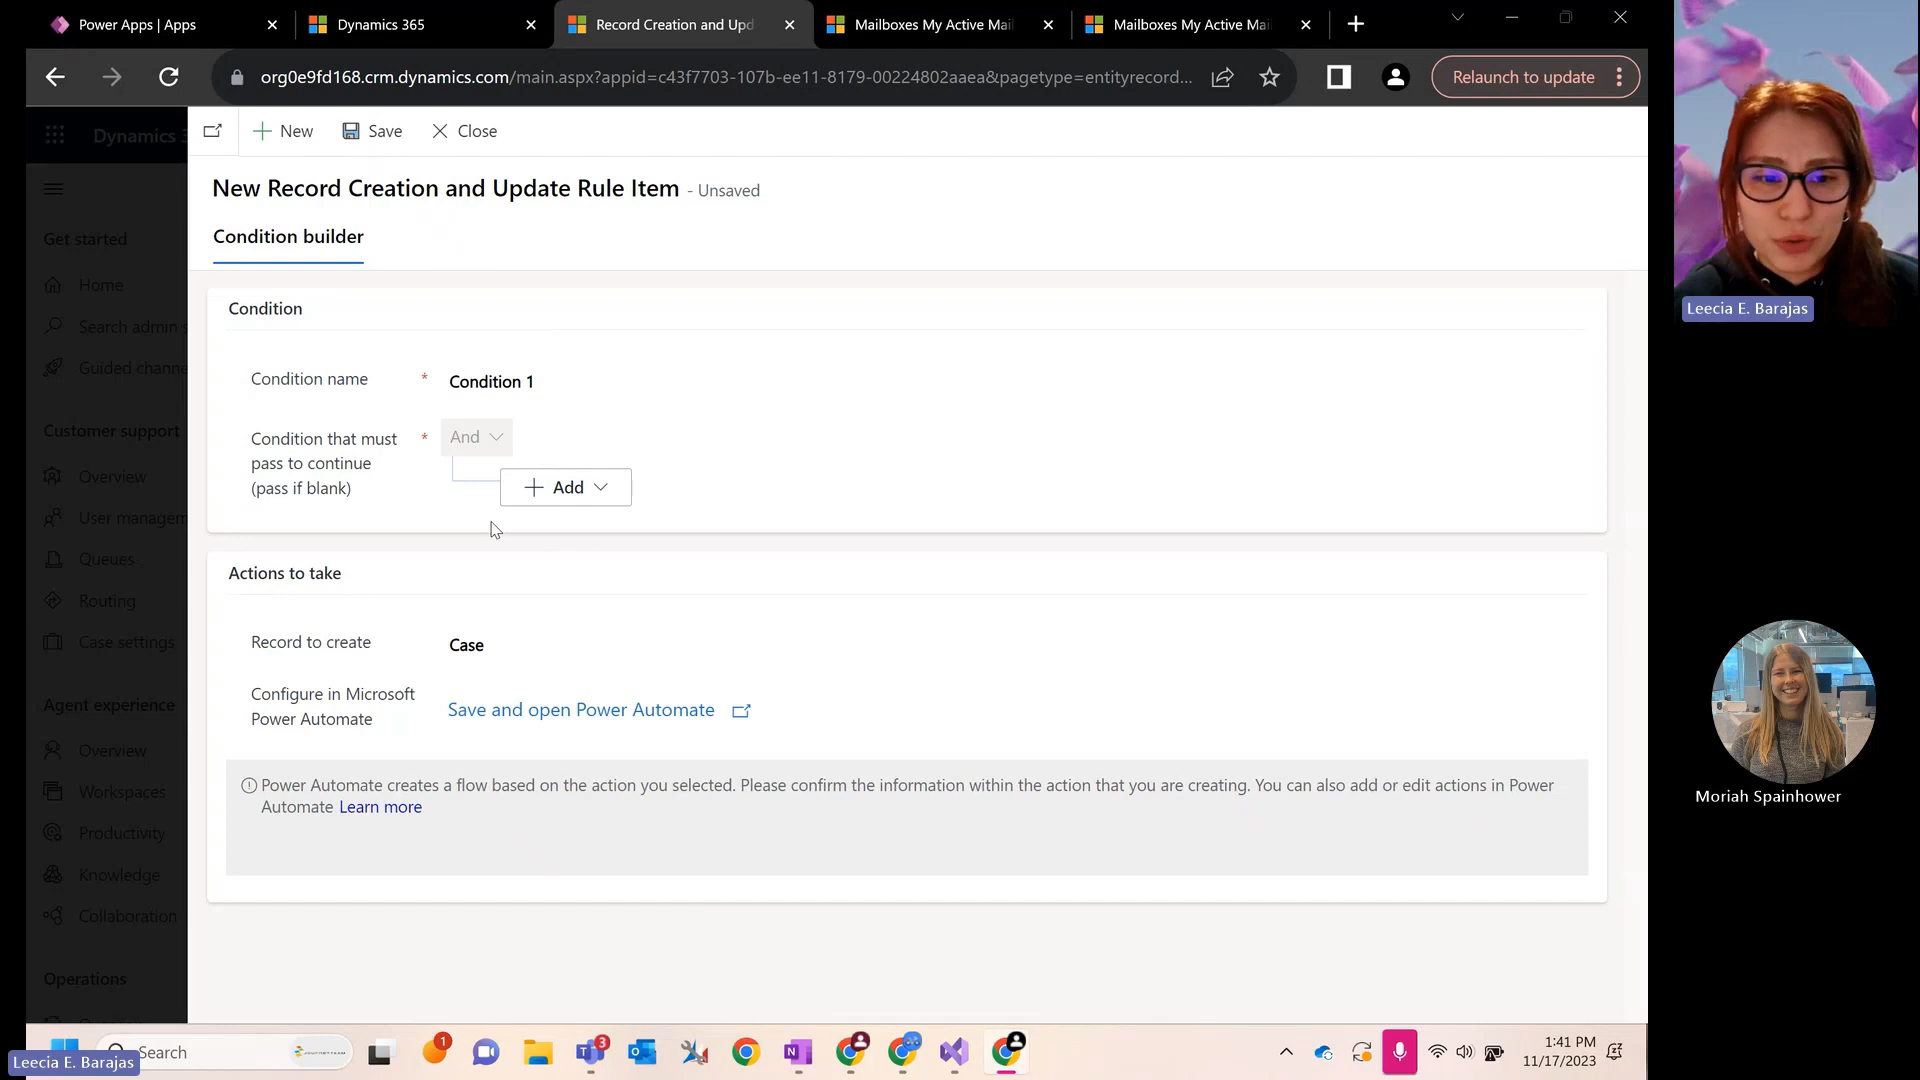 Power Apps | Apps
Dynamics 365
Record Creation and Upd
Mailboxes My Active Mail
Mailboxes My Active Mail
org0e9fd168.crm.dynamics.com/main.aspx?appid=c43f7703-107b-ee11-8179-00224802aaea&pagetype=entityrecord...
Relaunch to update
Dynamics 3
New
Save
Close
New Record Creation and Update Rule Item - Unsaved
Condition builder
Get started
Home
Search admin s
Guided channe
Customer support
Overview
User managem
Queues
Routing
Case settings
Agent experience
Overview
Workspaces
Productivity
Knowledge
Collaboration
Operations
Condition
Condition name * Condition 1
Condition that must pass to continue (pass if blank) * And
Add
Actions to take
Record to create Case
Configure in Microsoft Power Automate Save and open Power Automate
Power Automate creates a flow based on the action you selected. Please confirm the information within the action that you are creating. You can also add or edit actions in Power
Automate Learn more
Leecia E. Barajas
Moriah Spainhower
Leecia E. Barajas
Search
1
3
1:41 PM
11/17/2023